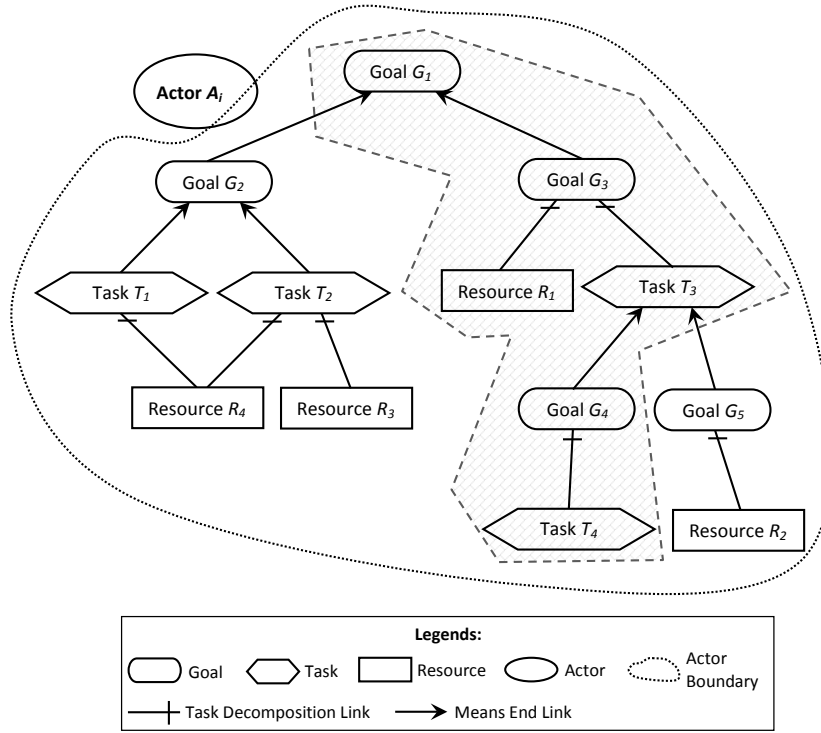 Goal G1
Actor Ai
Goal G2
Goal G3
Task T1
Task T2
Resource R1
Task T3
Resource R4
Resource R3
Goal G4
Goal G5
Task T4
Resource R2
Legends:
Goal
Task
Resource
Actor
Actor
Boundary
Task Decomposition Link
Means End Link